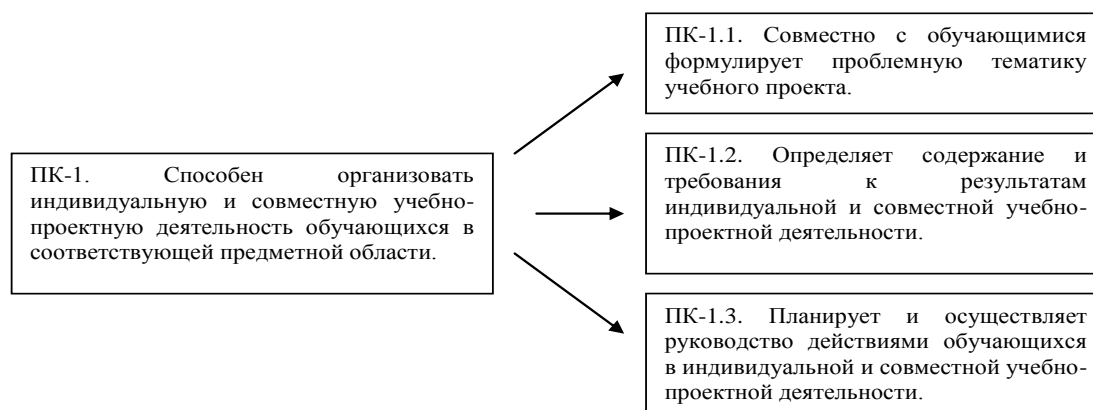 ПК-1. Способен организовать
индивидуальную и совместную учебно-
проектную деятельность обучающихся в
соответствующей предметной области.
ПК-1.1. Совместно с обучающимися
формулирует проблемную тематику
учебного проекта.
ПК-1.2. Определяет содержание и
требования к результатам
индивидуальной и совместной учебно-
проектной деятельности.
ПК-1.3. Планирует и осуществляет
руководство действиями обучающихся
в индивидуальной и совместной учебно-
проектной деятельности.